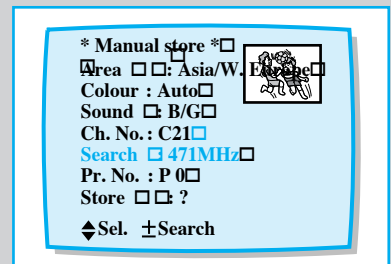 * Manual store *
Area : Asia/W. Europe
Colour : Auto
Sound : B/G
Ch. No. : C21
Search : 471MHz
Pr. No. : P 0
Store : ?
Sel. ±Search